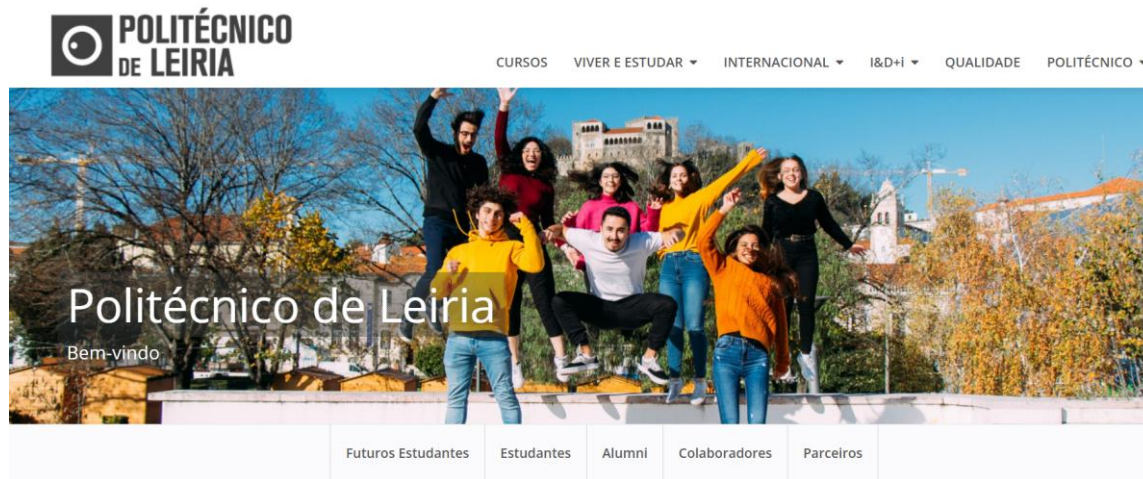 POLITÉCNICO
DE LEIRIA
CURSOS VIVER E ESTUDAR INTERNACIONAL I&D+i QUALIDADE POLITÉCNICO
Politécnico de Leiria
Bem-vindo
Futuros Estudantes Estudantes Alumni Colaboradores Parceiros